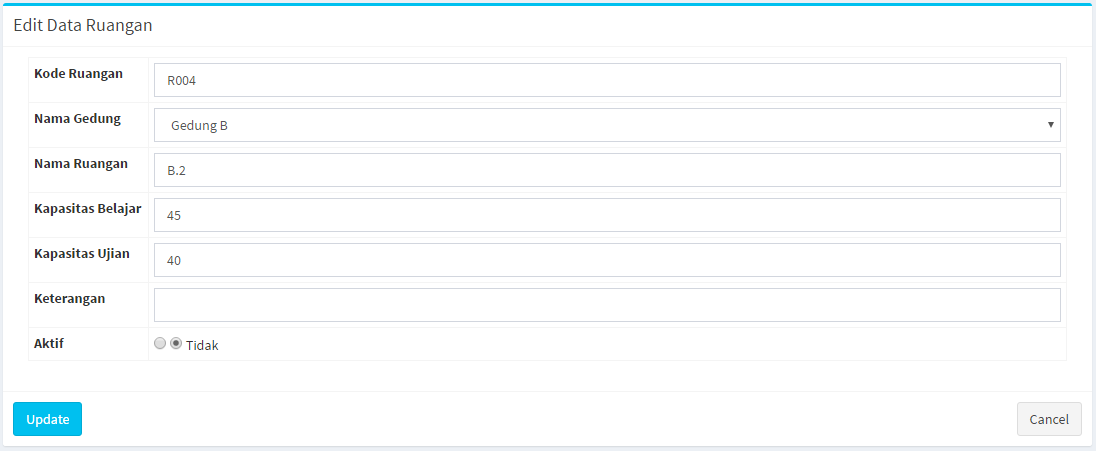 Edit Data Ruangan
Kode Ruangan R004
Nama Gedung Gedung B
Nama Ruangan B.2
Kapasitas Belajar 45
Kapasitas Ujian 40
Keterangan
Aktif Tidak
Update Cancel